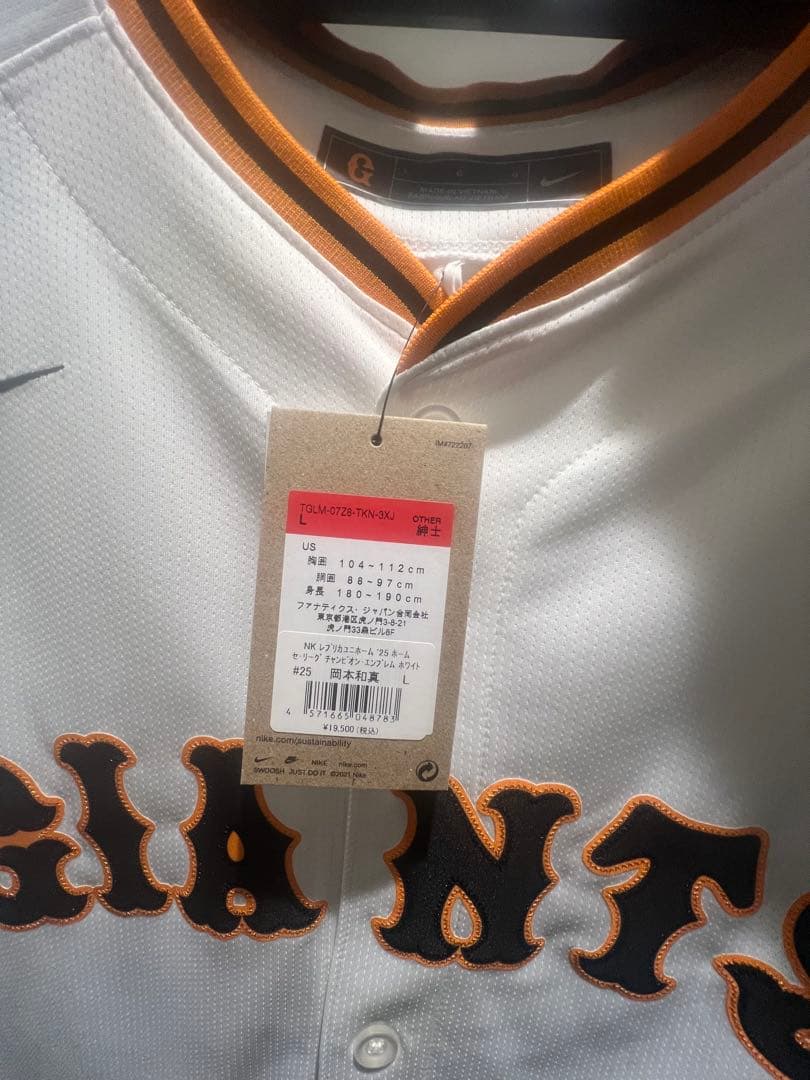 G
MADE IN VIETNAM
IM#722207
TGLM-07Z8-TKN-3XJ
L
OTHER
紳士
US
胸囲 104~112cm
胴囲 88~97cm
身長 180~190cm
ファナティクス・ジャパン合同会社
東京都港区虎ノ門3-8-21
虎ノ門33森ビル8F
NK レプリカユニホーム '25 ホーム
セ・リーグ チャンピオン・エンブレム ホワイト
#25 岡本和真 L
4 571665 048783
¥19,500(税込)
nike.com/sustainability
NIKE nike.com
SWOOSH JUST DO IT ©2021 Nike
GIANTS